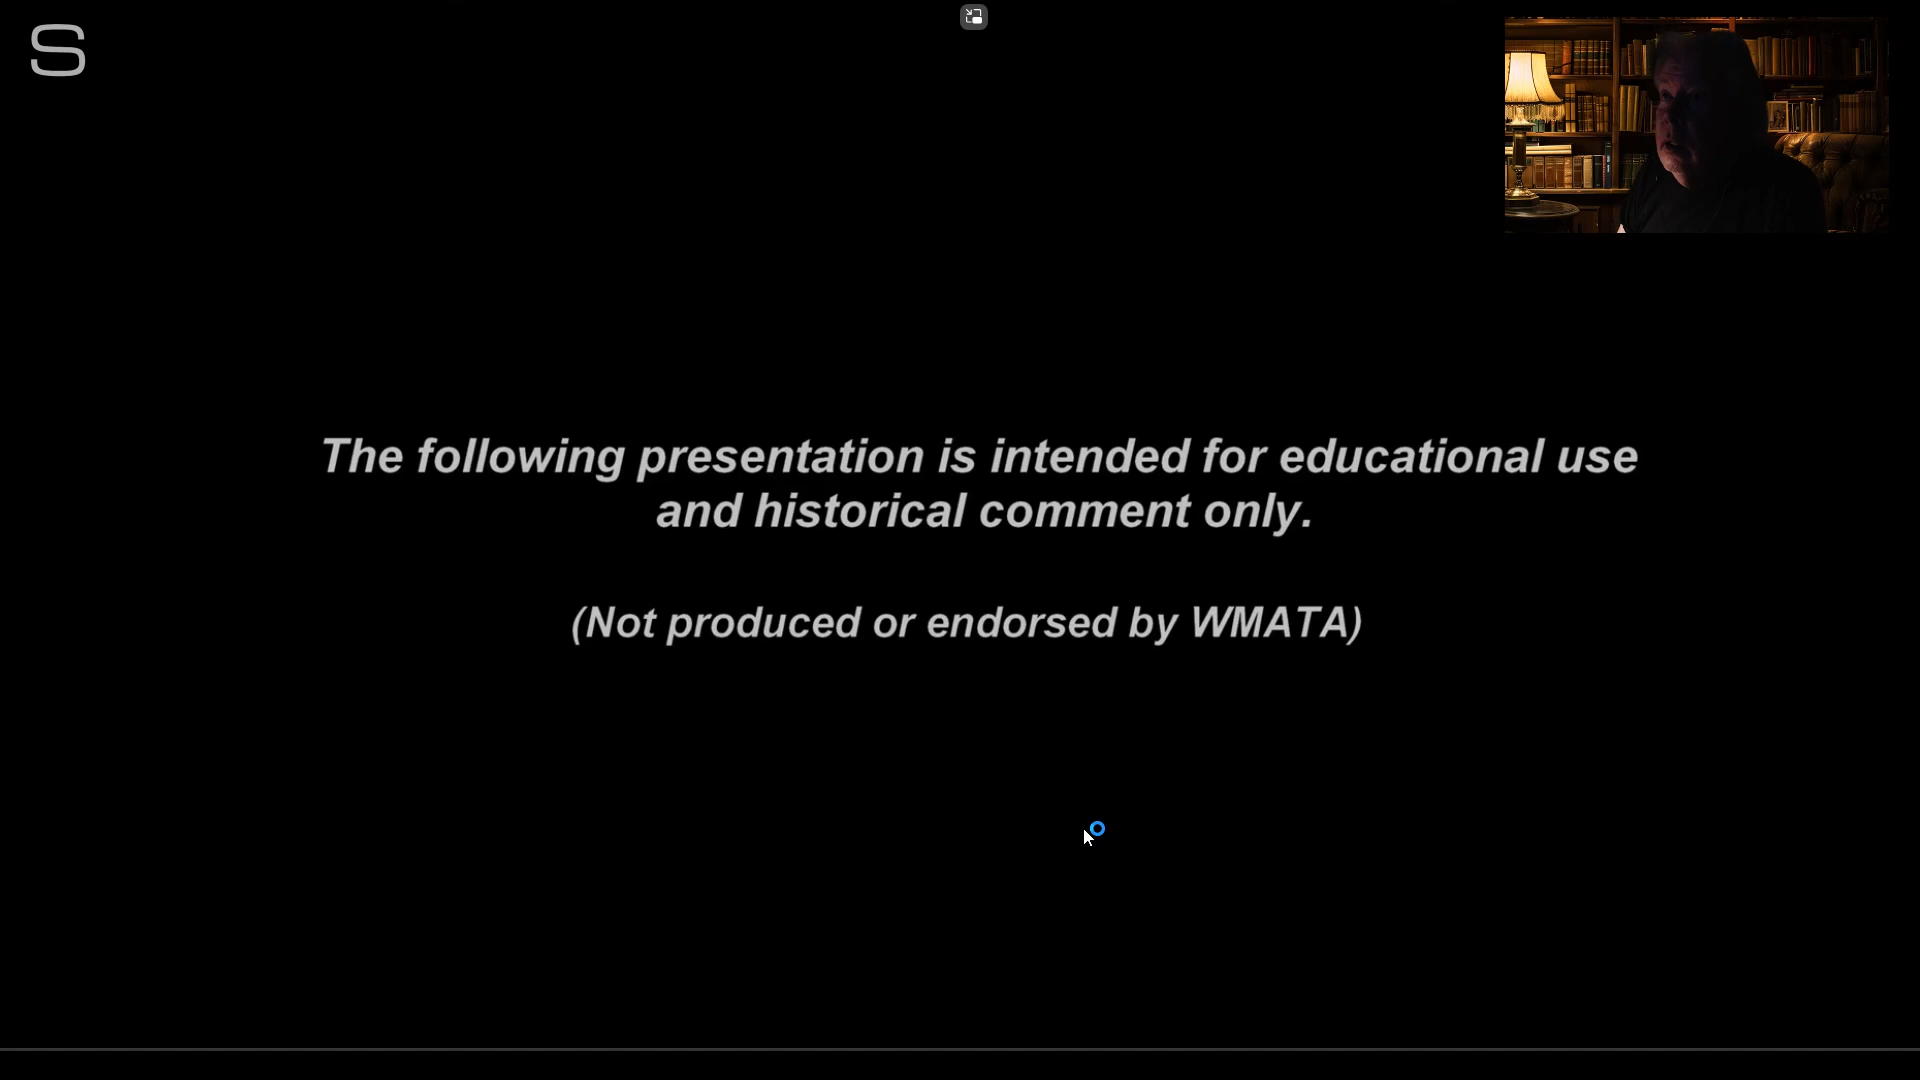 S
The following presentation is intended for educational use
and historical comment only.
(Not produced or endorsed by WMATA)